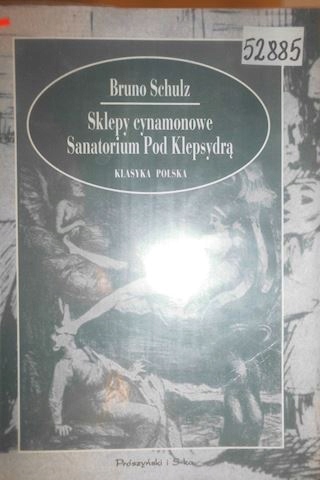 52885
Bruno Schulz
Sklepy cynamonowe
Sanatorium Pod Klepsydrą
KLASYKA POLSKA
Prószyński i S-ka